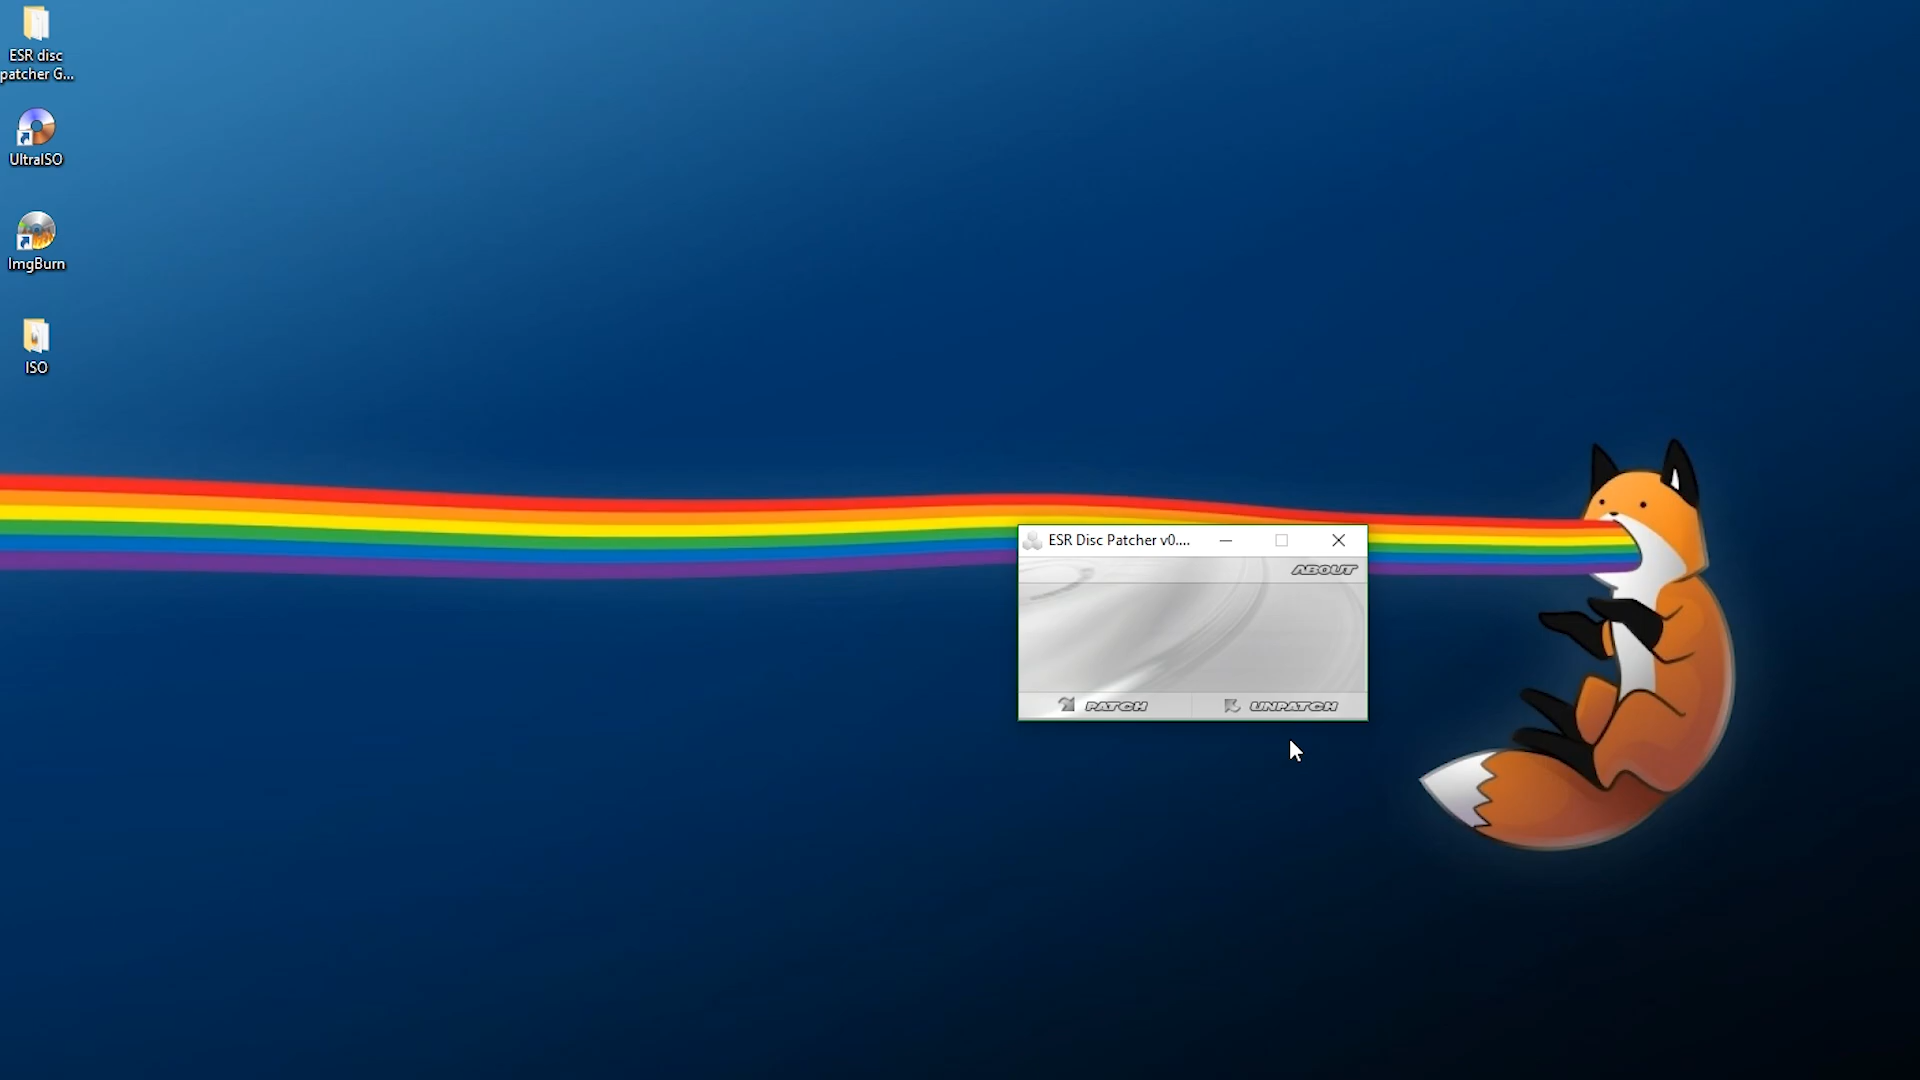 ESR disc
patcher G...
UltraISO
ImgBurn
ISO
ESR Disc Patcher v0....
ABOUT
PATCH
UNPATCH